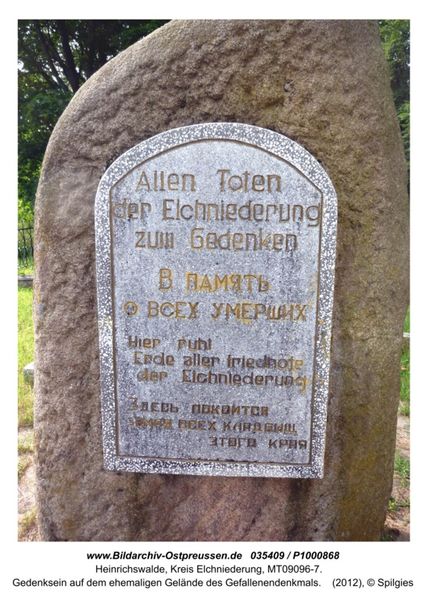 Allen Toten
der Elchniederung
zum Gedenken
В ПАМЯТЬ
О ВСЕХ УМЕРШИХ
Hier ruht
Erde aller Friedhöfe
der Elchniederung
ЗДЕСЬ ПОКОИТСЯ
ВСЕХ КЛАДБИЩ
ЭТОГО КРАЯ
www.Bildarchiv-Ostpreussen.de 035409 / P1000868
Heinrichswalde, Kreis Elchniederung, MT09096-7.
Gedenksein auf dem ehemaligen Gelände des Gefallenendenkmals. (2012), © Spilgies